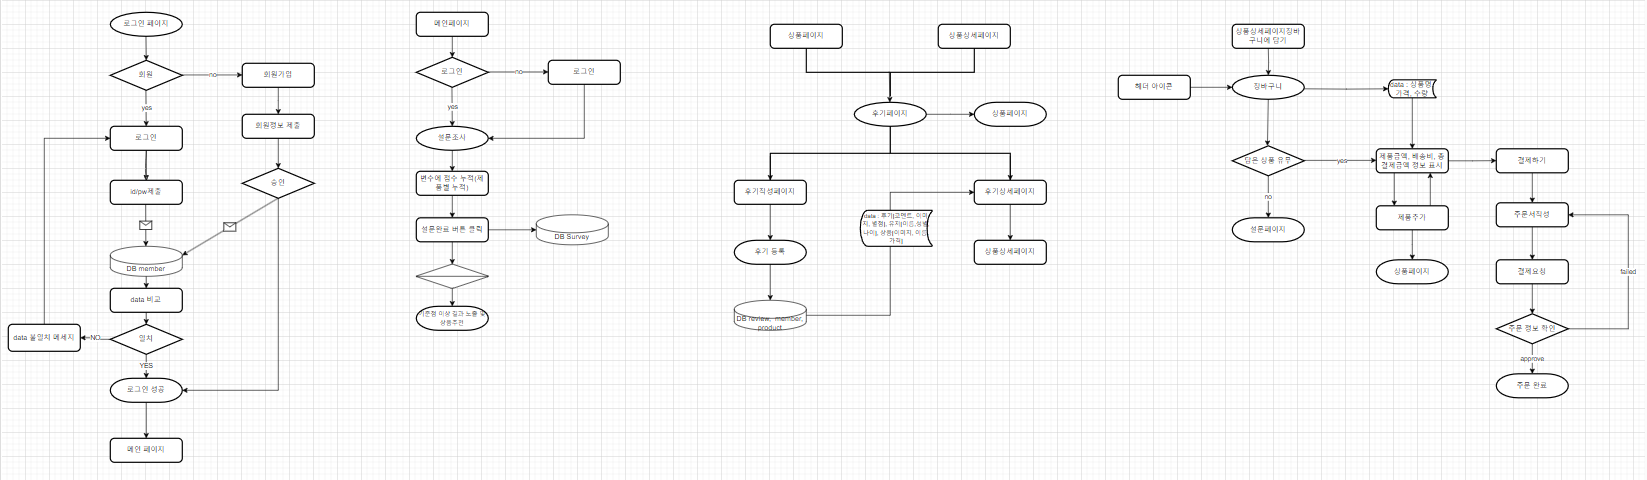 로그인 페이지
회원
no
회원가입
yes
회원정보 제출
로그인
승인
id/pw제출
DB member
data 비교
data 불일치 메세지
NO
일치
YES
로그인 성공
메인 페이지
메인페이지
로그인
no
로그인
yes
설문조사
변수에 점수 누적(제
품별 누적)
설문완료 버튼 클릭
DB Survey
기준점 이상 결과 노출 및
상품추천
상품페이지
상품상세페이지
후기페이지
상품페이지
후기작성페이지
후기상세페이지
data : 후기[코멘트, 이미
지, 별점], 유저[이름,성별,
나이], 상품[이미지, 이름,
가격]
후기 등록
상품상세페이지
DB review, member,
product
상품상세페이지장바
구니에 담기
헤더 아이콘
장바구니
data : 상품명,
가격, 수량
담은 상품 유무
yes
제품금액, 배송비, 총
결제금액 정보 표시
결제하기
no
설문페이지
제품추가
상품페이지
주문서작성
결제요청
failed
주문 정보 확인
approve
주문 완료